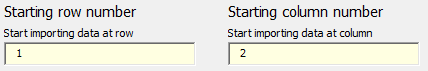 Starting row number Starting column number
Start importing data at row Start importing data at column
1 2